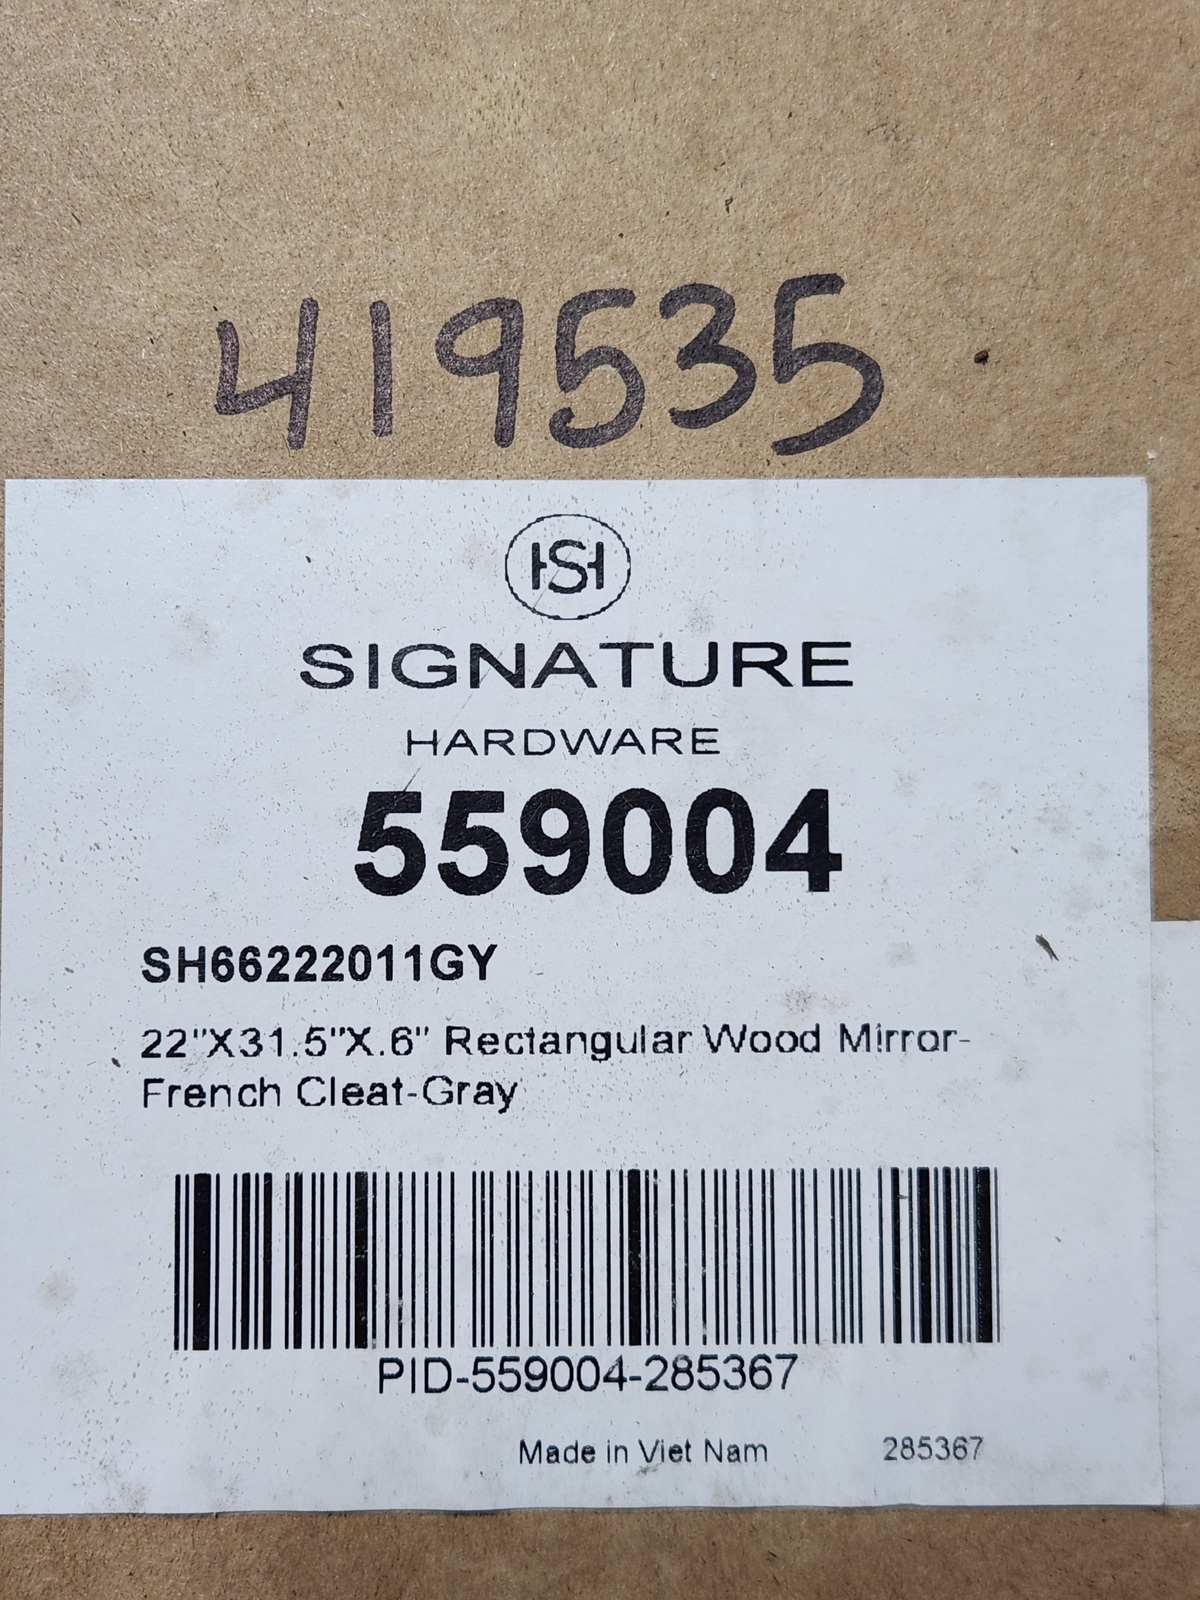 419535
HSH
SIGNATURE
HARDWARE
559004
SH66222011GY
22"X31.5"X.6" Rectangular Wood Mirror-
French Cleat-Gray
PID-559004-285367
Made in Viet Nam 285367